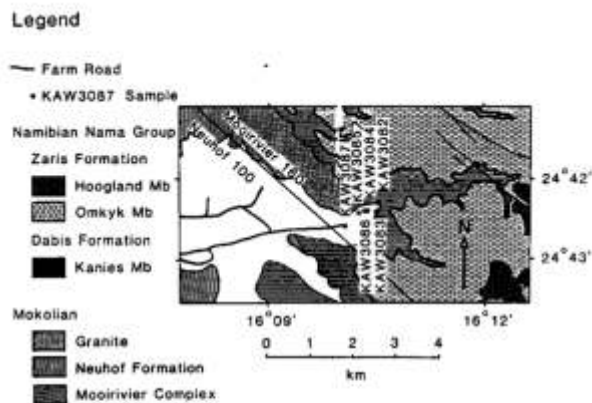 Legend
Farm Road
KAW3087 Sample
Namibian Nama Group
Zaris Formation
Hoogland Mb
Omkyk Mb
Dabis Formation
Kanies Mb
Mokolian
Granite
Neuhof Formation
Mooirivier Complex
Mooirivier 160
Neuhof 100
KAW3087
KAW3085
KAW3084
KAW3082
KAW3086
KAW3083
N
24°42'
24°43'
16°09'
16°12'
0 1 2 3 4
km